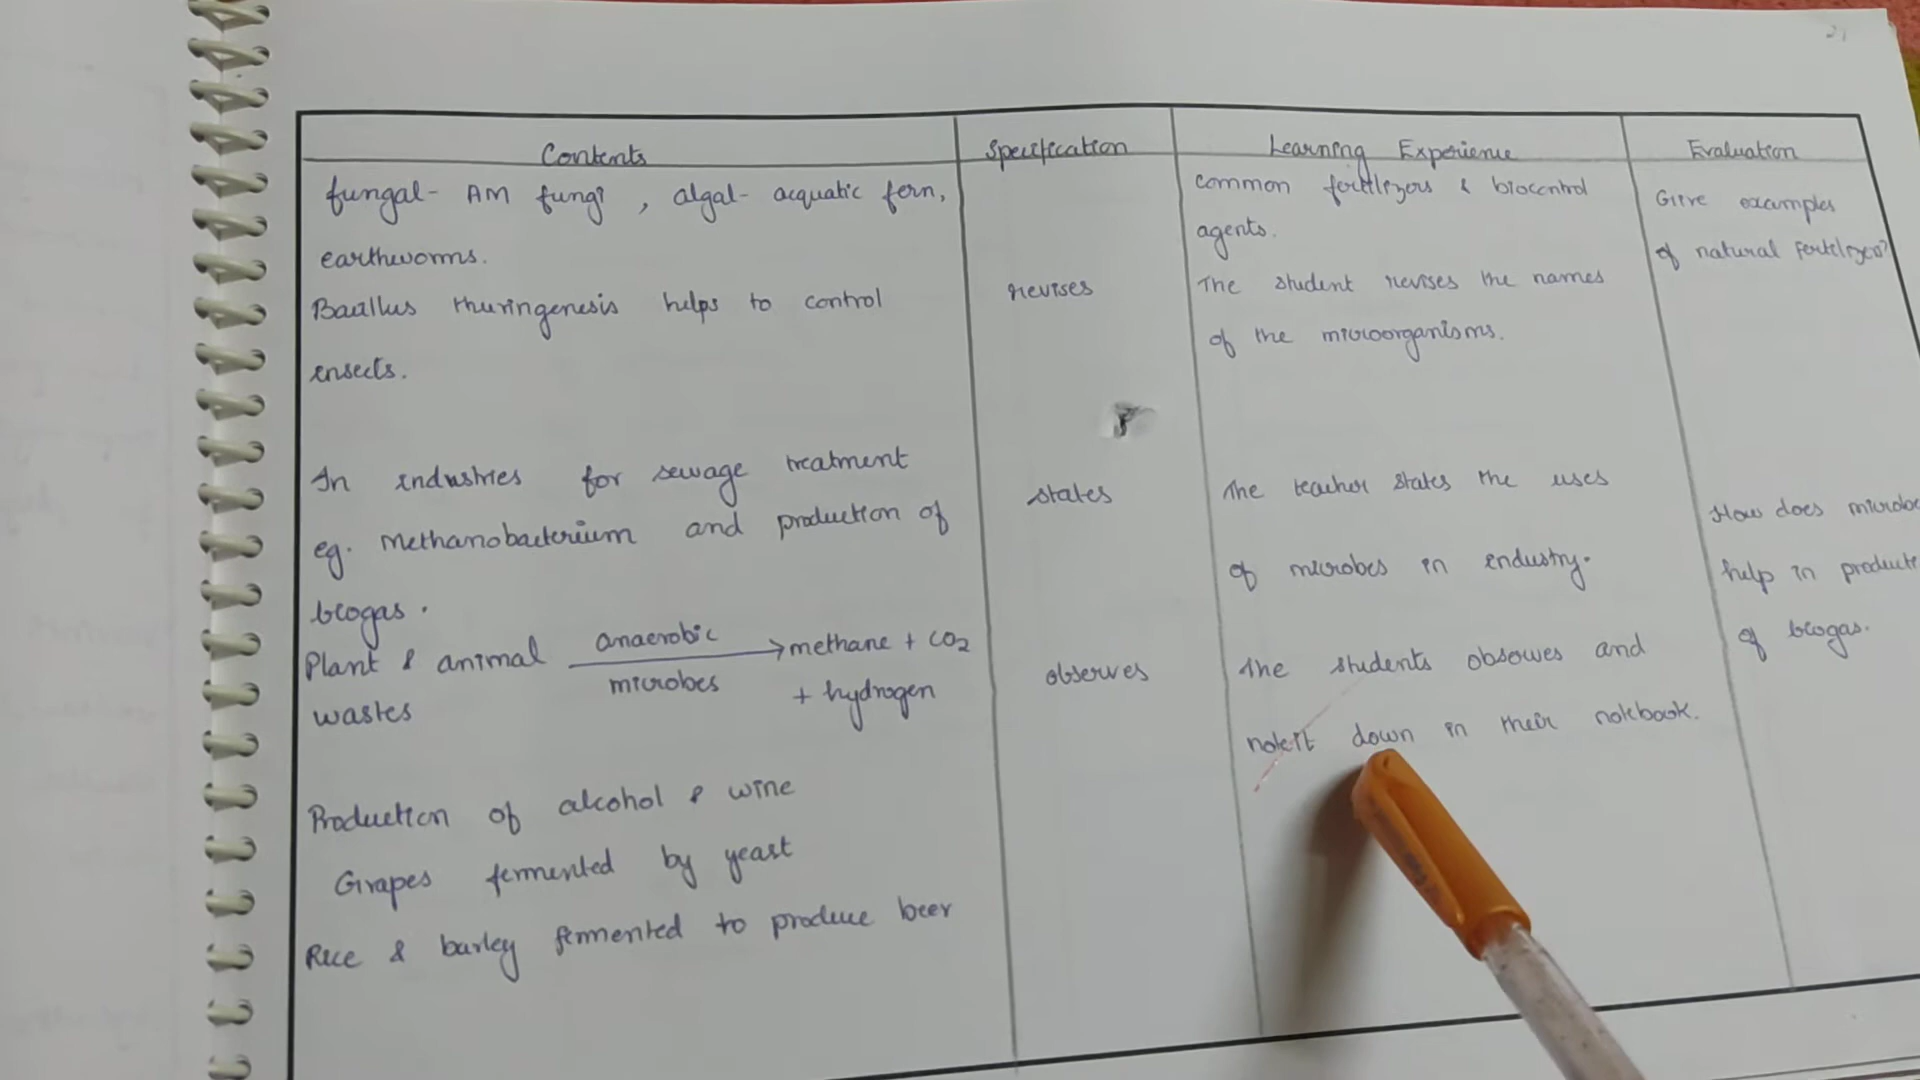 Contents
Specification
Learning Experience
Evaluation
fungal - AM fungi, algal - acquatic fern,
earthworms.
Bacillus thuringenesis helps to control
insects.
In industries for sewage treatment
eg. Methanobacterium and production of
biogas.
Plant & animal wastes anaerobic microbes → methane + CO2
+ hydrogen
Production of alcohol & wine
Grapes fermented by yeast
Rice & barley fermented to produce beer
revises
states
observes
common fertilizers & biocontrol
agents.
The student revises the names
of the microorganisms.
The teacher states the uses
of microbes in industry.
The students observes and
note it down in their notebook.
Give examples
of natural fertilizers?
How does
help in
of biogas.